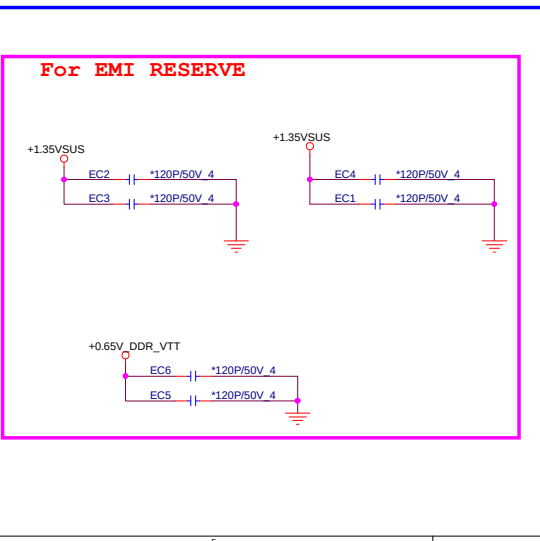 For EMI RESERVE
+1.35VSUS
+1.35VSUS
EC2 *120P/50V_4
EC4 *120P/50V_4
EC3 *120P/50V_4
EC1 *120P/50V_4
+0.65V_DDR_VTT
EC6 *120P/50V_4
EC5 *120P/50V_4